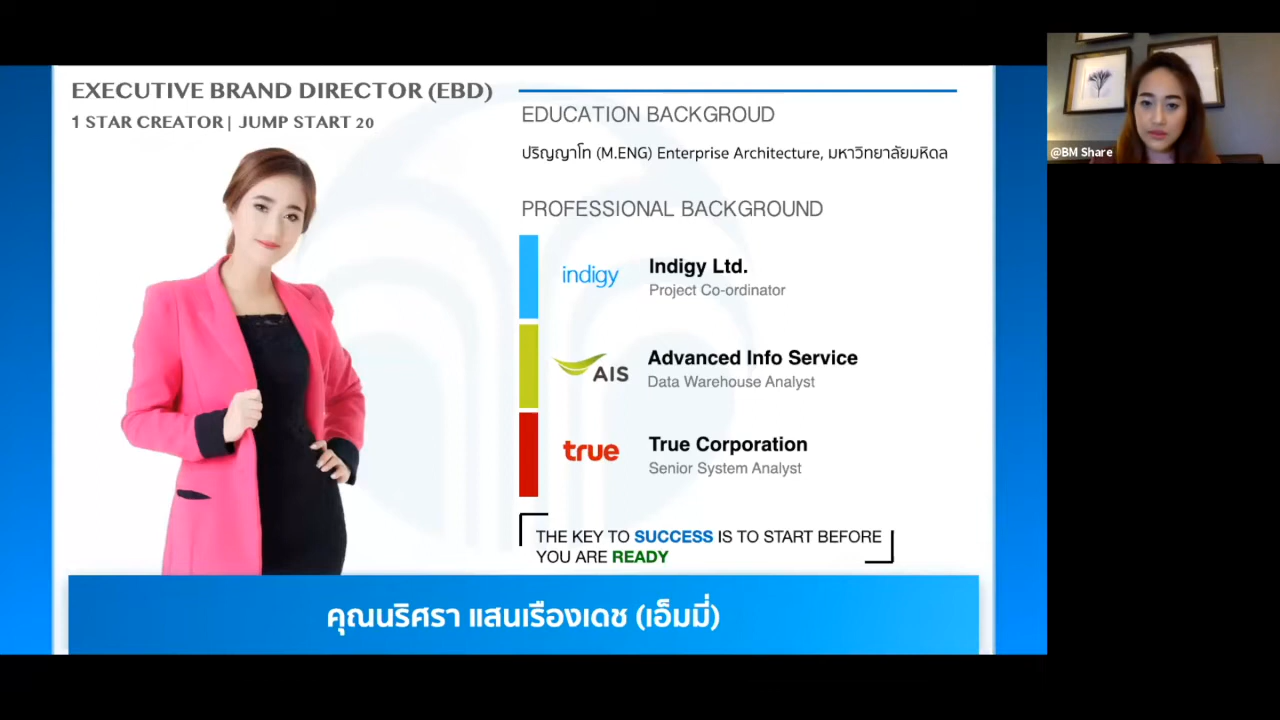 EXECUTIVE BRAND DIRECTOR (EBD)
1 STAR CREATOR | JUMP START 20
EDUCATION BACKGROUD
ปริญญาโท (M.ENG) Enterprise Architecture, มหาวิทยาลัยมหิดล
PROFESSIONAL BACKGROUND
indigy
Indigy Ltd.
Project Co-ordinator
AIS
Advanced Info Service
Data Warehouse Analyst
true
True Corporation
Senior System Analyst
THE KEY TO SUCCESS IS TO START BEFORE
YOU ARE READY
คุณนริศรา แสนเรืองเดช (เอ็มมี่)
@BM Share